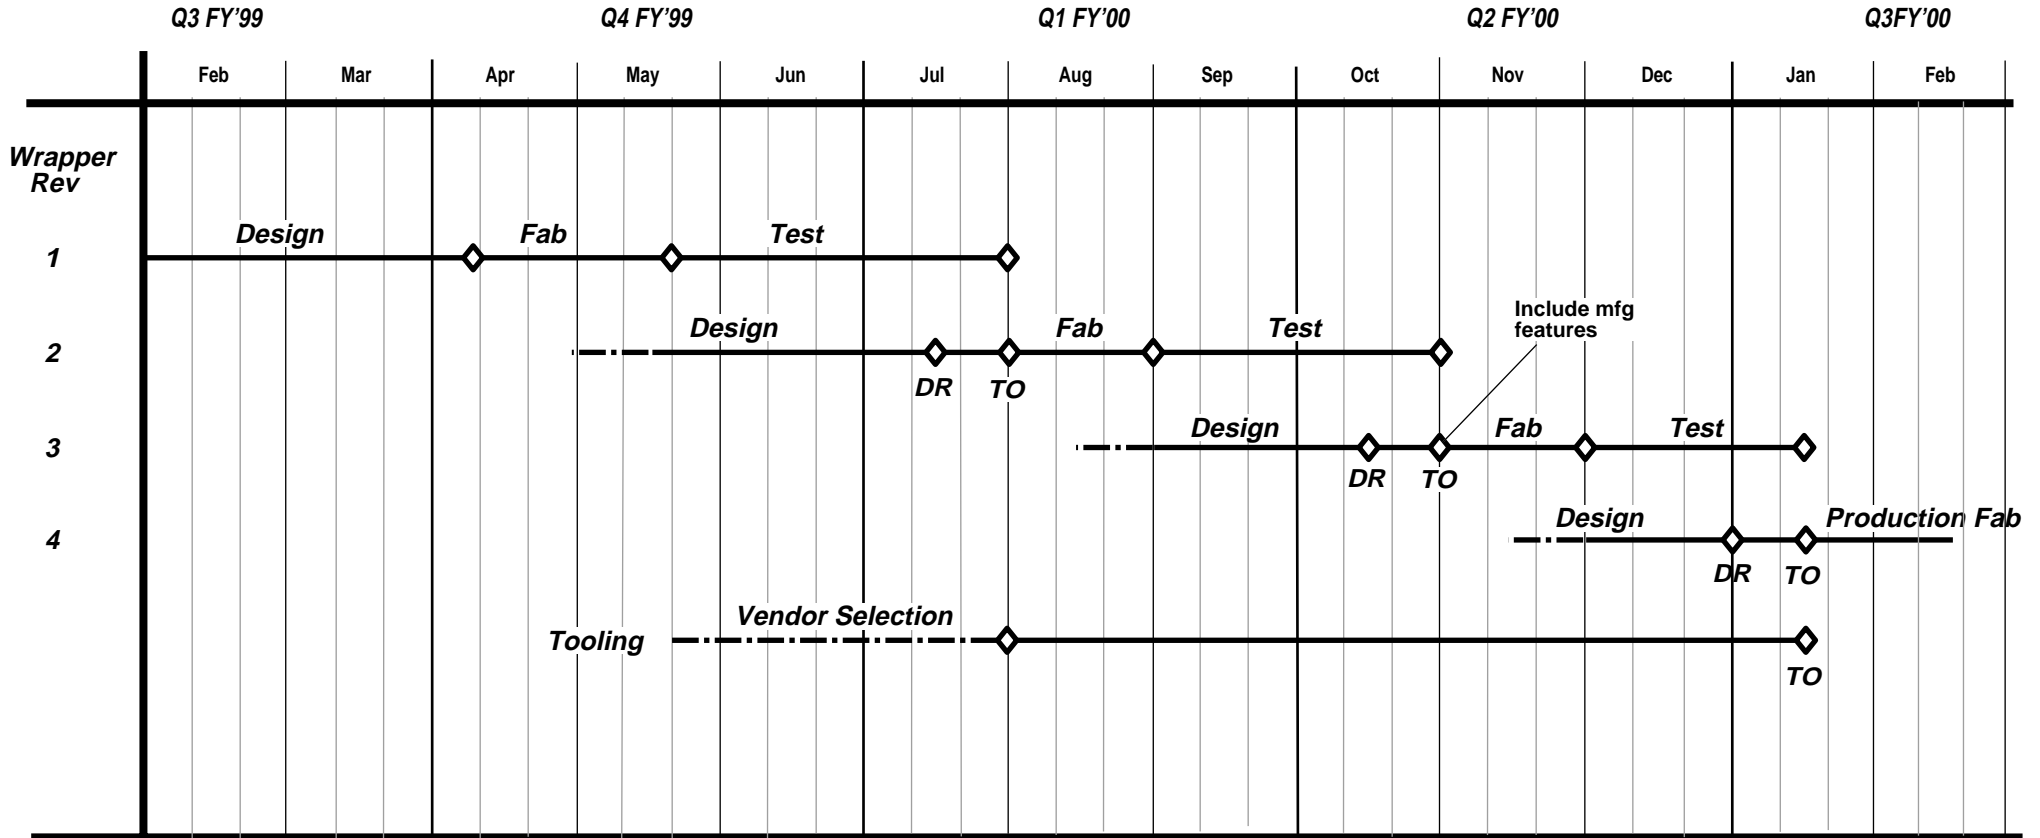 Q3 FY'99 Q4 FY'99 Q1 FY'00 Q2 FY'00 Q3FY'00
Feb Mar Apr May Jun Jul Aug Sep Oct Nov Dec Jan Feb
Wrapper
Rev
Design Fab Test
1
Include mfg
features
Design Fab Test
2
DR TO
Design Fab Test
3
DR TO
Design Production Fab
4
DR TO
Vendor Selection
Tooling
TO